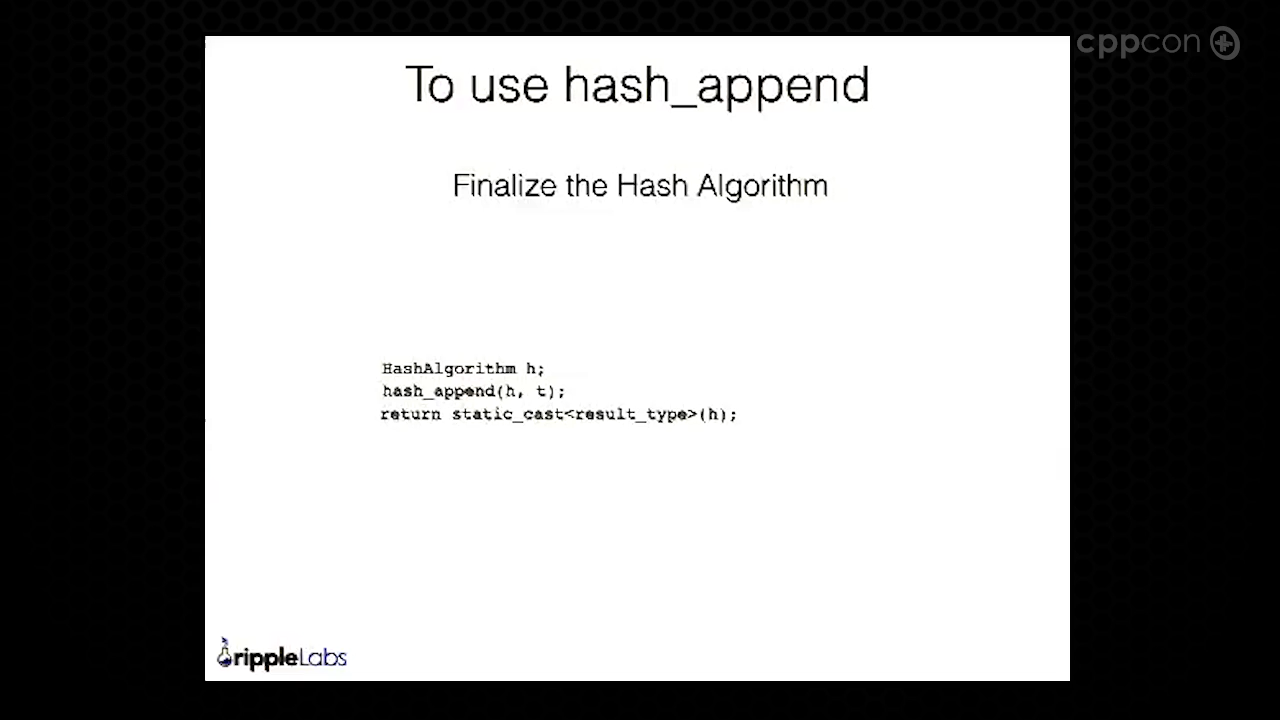 cppcon
To use hash_append
Finalize the Hash Algorithm
HashAlgorithm h;
hash_append(h, t);
return static_cast<result_type>(h);
rippleLabs